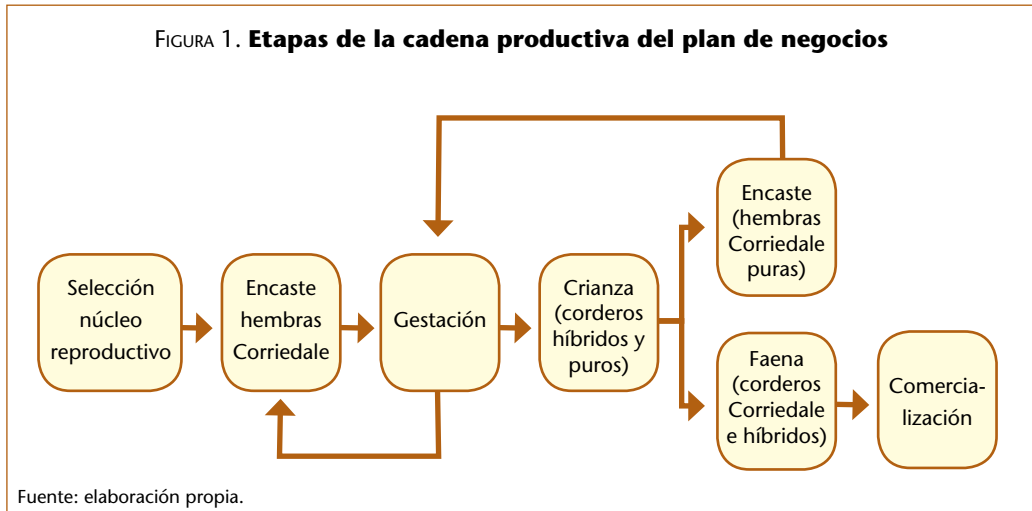 FIGURA 1. Etapas de la cadena productiva del plan de negocios
Selección
núcleo
reproductivo
Encaste
hembras
Corriedale
Gestación
Crianza
(corderos
híbridos y
puros)
Encaste
(hembras
Corriedale
puras)
Faena
(corderos
Corriedale
e híbridos)
Comercia-
lización
Fuente: elaboración propia.